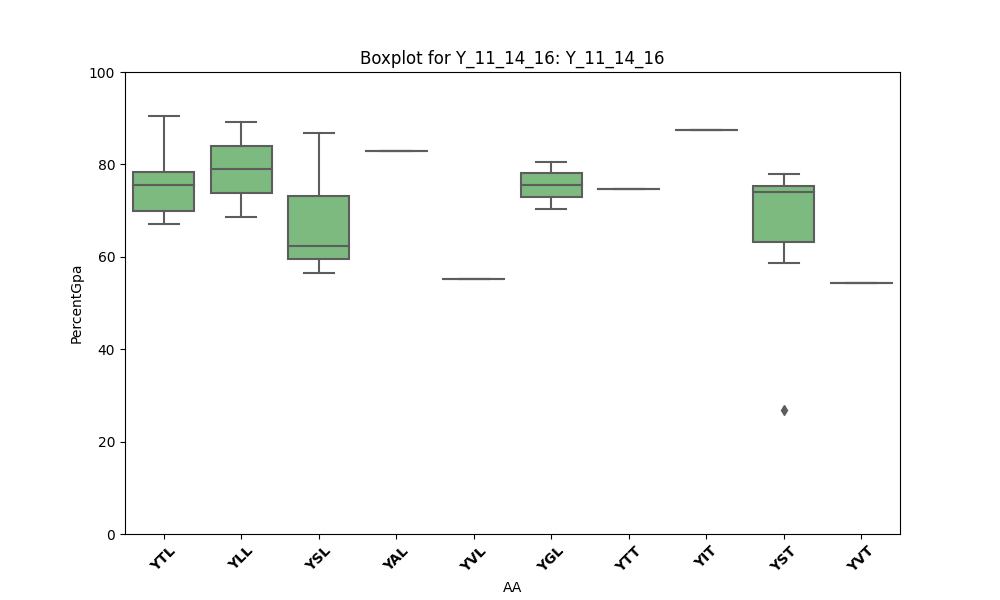 Boxplot for Y_11_14_16: Y_11_14_16
100
80
60
40
20
0
PercentGpa
YTL YLL YSL YAL YVL YGL YTT YIT YST YVT
AA